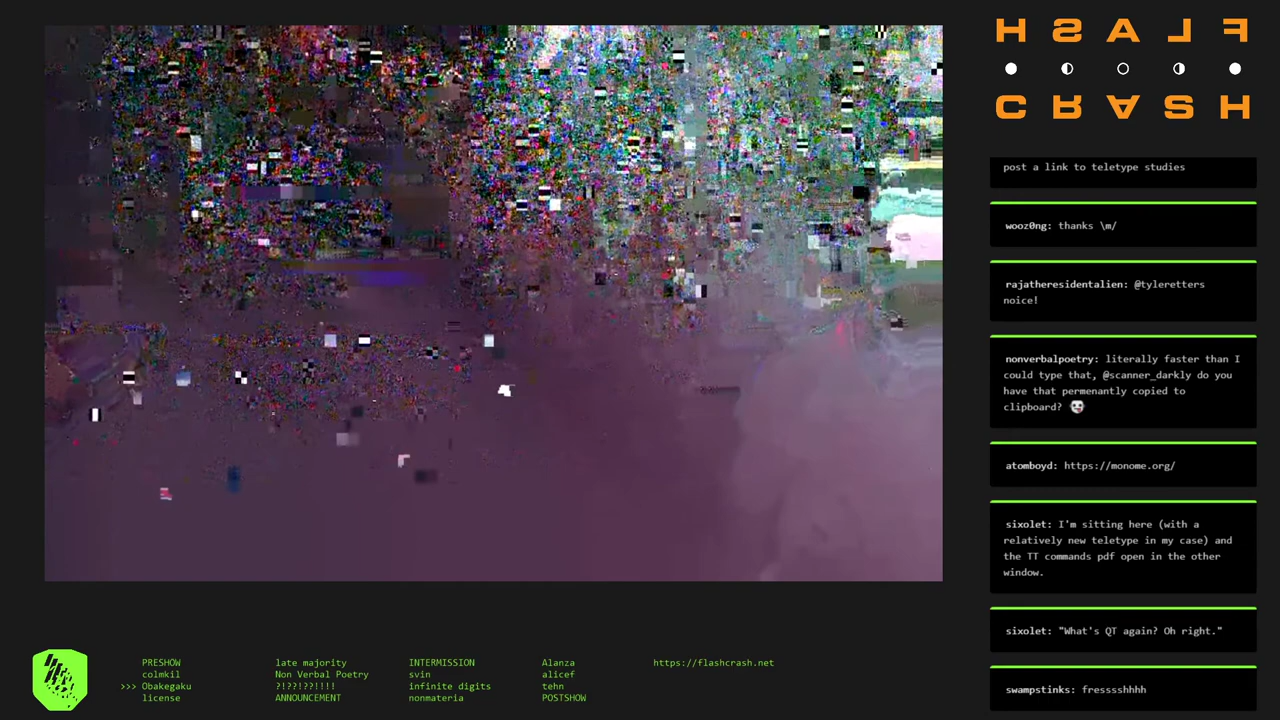 H S A L F
C R A S H
post a link to teletype studies
wooz0ng: thanks \m/
rajatheresidentalien: @tyleretters
noice!
nonverbalpoetry: literally faster than I
could type that, @scanner_darkly do you
have that permenantly copied to
clipboard?
atomboyd: https://monome.org/
sixolet: I'm sitting here (with a
relatively new teletype in my case) and
the TT commands pdf open in the other
window.
sixolet: "What's QT again? Oh right."
swampstinks: fresssshhhh
PRESHOW
colmkil
>>> Obakegaku
license
late majority
Non Verbal Poetry
?!??!??!!!!
ANNOUNCEMENT
INTERMISSION
svin
infinite digits
nonmateria
Alanza
alicef
tehn
POSTSHOW
https://flashcrash.net